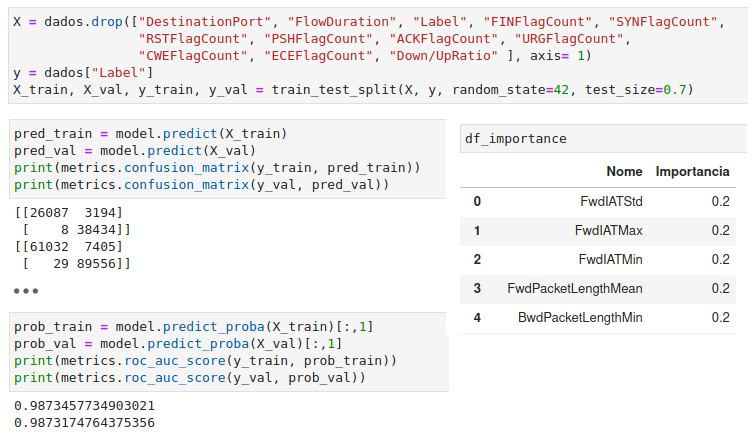 X = dados.drop(["DestinationPort", "FlowDuration", "Label", "FINFlagCount", "SYNFlagCount",
"RSTFlagCount", "PSHFlagCount", "ACKFlagCount", "URGFlagCount",
"CWEFlagCount", "ECEFlagCount", "Down/UpRatio" ], axis= 1)
y = dados["Label"]
X_train, X_val, y_train, y_val = train_test_split(X, y, random_state=42, test_size=0.7)
pred_train = model.predict(X_train)
pred_val = model.predict(X_val)
print(metrics.confusion_matrix(y_train, pred_train))
print(metrics.confusion_matrix(y_val, pred_val))
[[26087 3194]
[ 8 38434]]
[[61032 7405]
[ 29 89556]]
prob_train = model.predict_proba(X_train)[:,1]
prob_val = model.predict_proba(X_val)[:,1]
print(metrics.roc_auc_score(y_train, prob_train))
print(metrics.roc_auc_score(y_val, prob_val))
0.9873457734903021
0.9873174764375356
df_importance
Nome Importancia
0 FwdIATStd 0.2
1 FwdIATMax 0.2
2 FwdIATMin 0.2
3 FwdPacketLengthMean 0.2
4 BwdPacketLengthMin 0.2